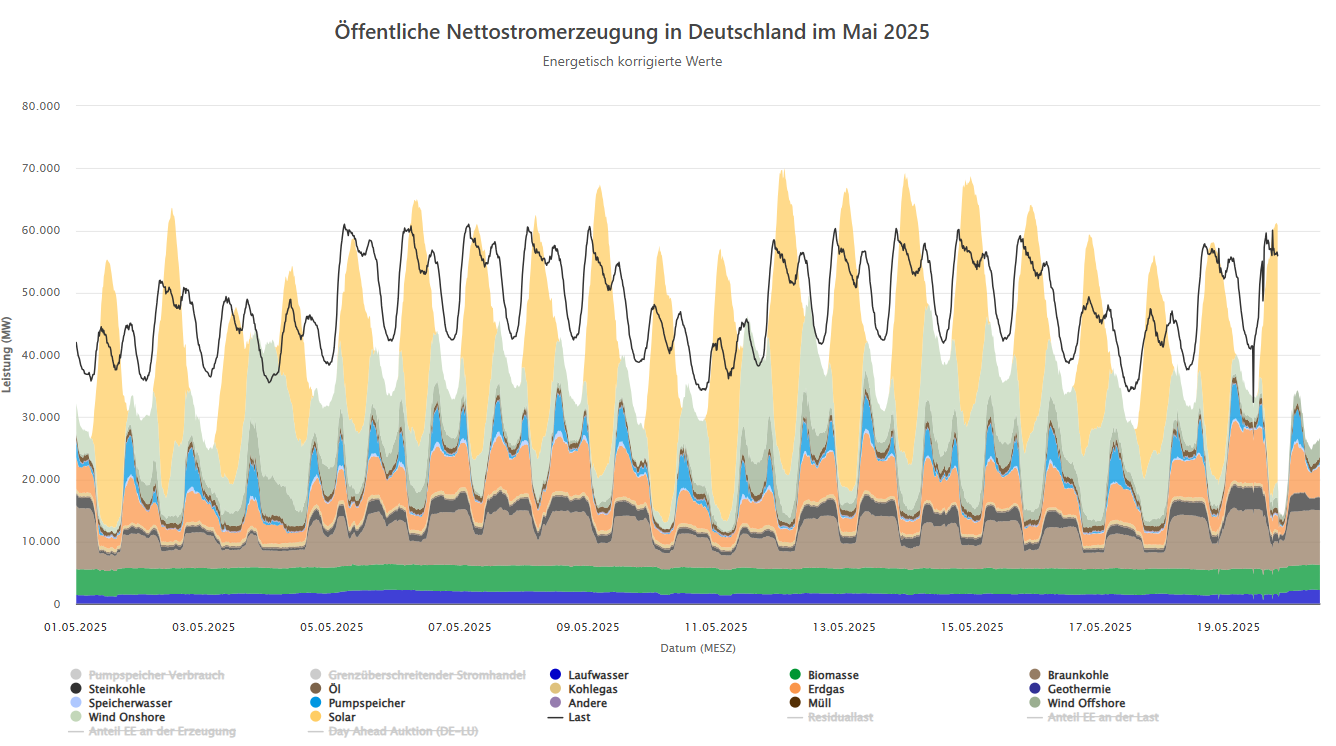 Öffentliche Nettostromerzeugung in Deutschland im Mai 2025
Energetisch korrigierte Werte
80.000
70.000
60.000
50.000
40.000
30.000
20.000
10.000
0
Leistung (MW)
01.05.2025 03.05.2025 05.05.2025 07.05.2025 09.05.2025 11.05.2025 13.05.2025 15.05.2025 17.05.2025 19.05.2025
Datum (MESZ)
Pumpspeicher Verbrauch Grenzüberschreitender Stromhandel Laufwasser Biomasse Braunkohle
Steinkohle Öl Kohlegas Erdgas Geothermie
Speicherwasser Pumpspeicher Andere Müll Wind Offshore
Wind Onshore Solar Last Residuallast Anteil EE an der Last
Anteil EE an der Erzeugung Day Ahead Auktion (DE-LU)